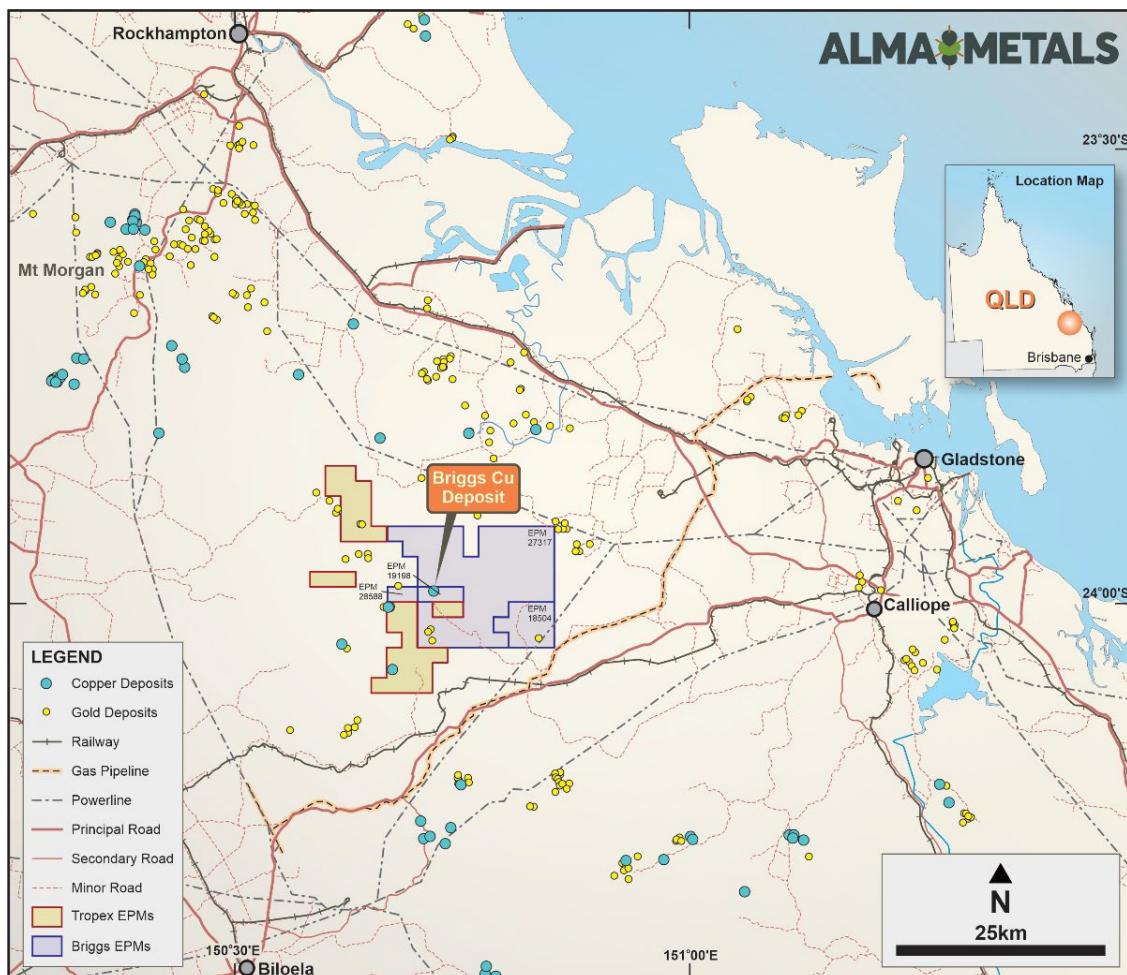 Rockhampton
ALMA METALS
23°30'S
Location Map
QLD
Brisbane
Mt Morgan
Gladstone
Briggs Cu
Deposit
EPM
27317
EPM
19198
EPM
28588
EPM
18504
24°00'S
Calliope
LEGEND
Copper Deposits
Gold Deposits
Railway
Gas Pipeline
Powerline
Principal Road
Secondary Road
Minor Road
Tropex EPMs
Briggs EPMs
N
25km
150°30'E
151°00'E
Biloela